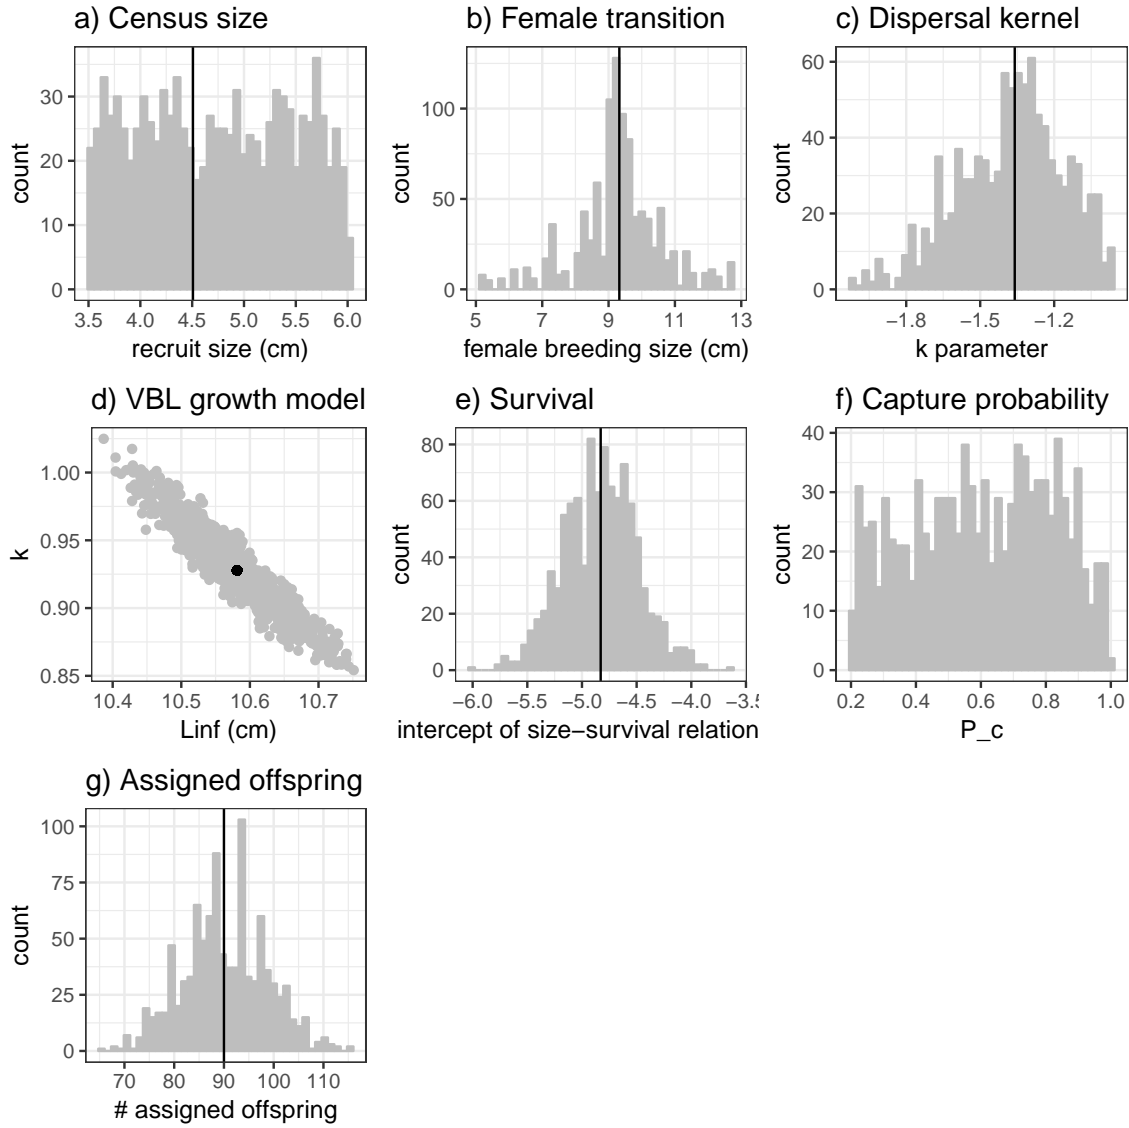 a) Census size
b) Female transition
c) Dispersal kernel
count
0
10
20
30
3.5 4.0 4.5 5.0 5.5 6.0
recruit size (cm)
count
0
50
100
5 7 9 11 13
female breeding size (cm)
count
0
20
40
60
−1.8 −1.5 −1.2
k parameter
d) VBL growth model
e) Survival
f) Capture probability
k
1.00
0.95
0.90
0.85
10.4 10.5 10.6 10.7
Linf (cm)
count
80
60
40
20
0
−6.0 −5.5 −5.0 −4.5 −4.0 −3.5
intercept of size−survival relation
count
40
30
20
10
0
0.2 0.4 0.6 0.8 1.0
P_c
g) Assigned offspring
count
100
75
50
25
0
70 80 90 100 110
# assigned offspring